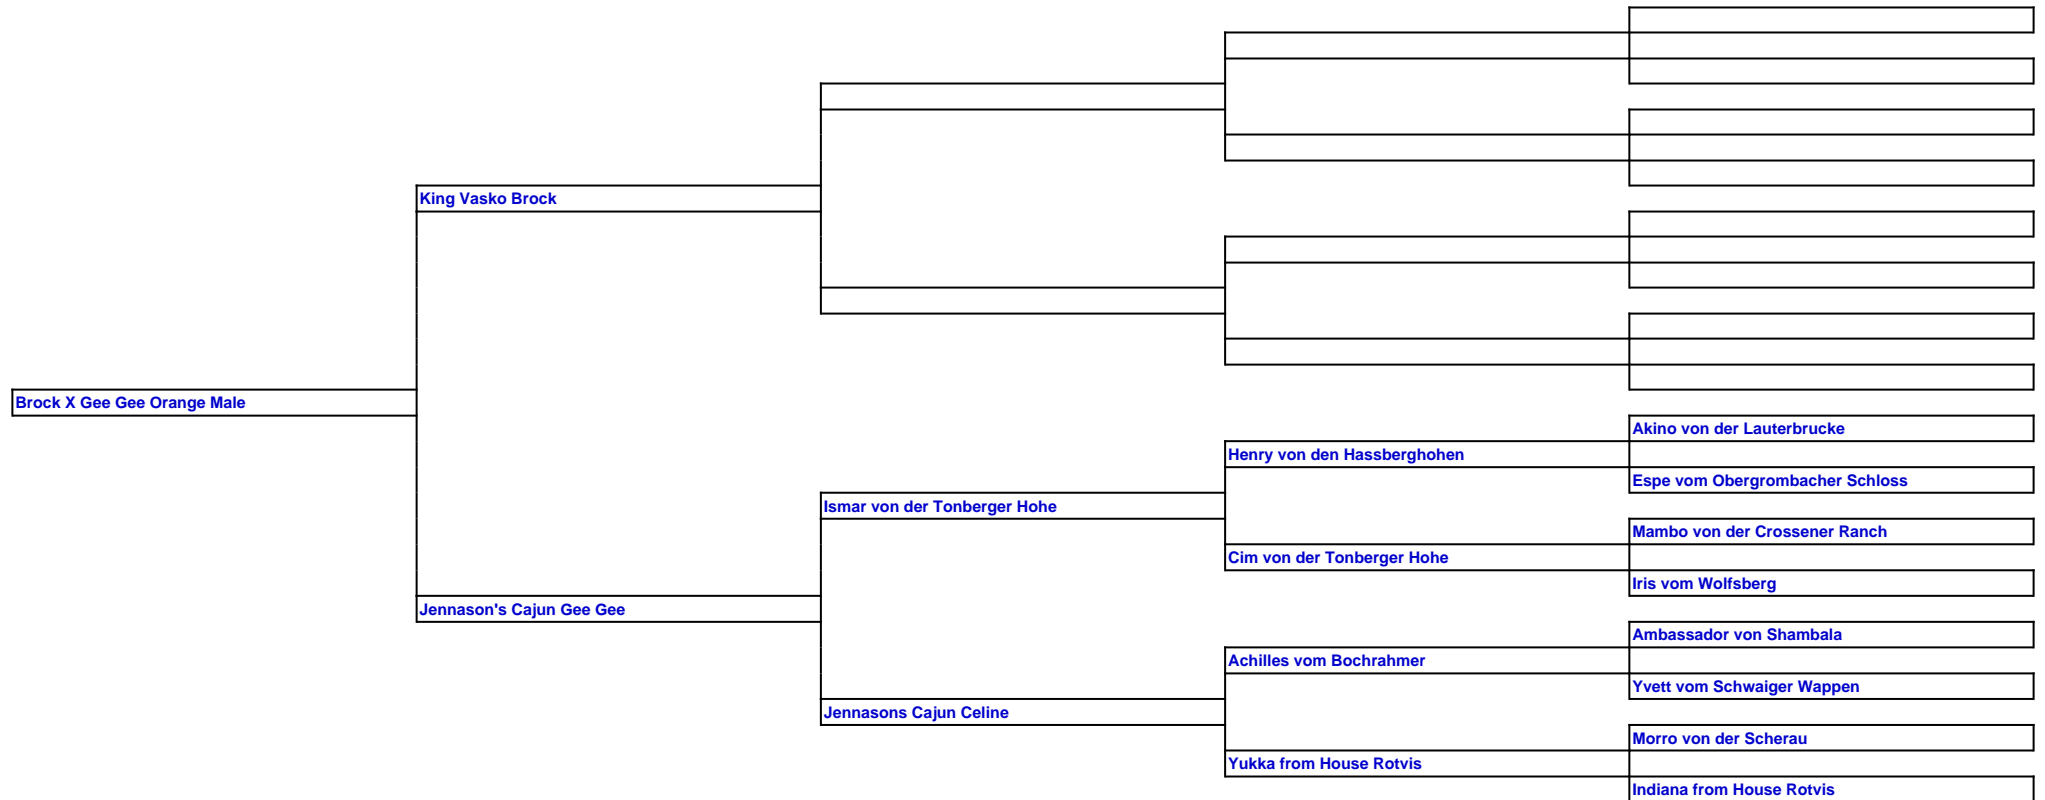 King Vasko Brock
Brock X Gee Gee Orange Male
Akino von der Lauterbrucke
Henry von den Hassberghohen
Espe vom Obergrombacher Schloss
Ismar von der Tonberger Hohe
Mambo von der Crossener Ranch
Cim von der Tonberger Hohe
Iris vom Wolfsberg
Jennason's Cajun Gee Gee
Ambassador von Shambala
Achilles vom Bochrahmer
Yvett vom Schwaiger Wappen
Jennasons Cajun Celine
Morro von der Scherau
Yukka from House Rotvis
Indiana from House Rotvis